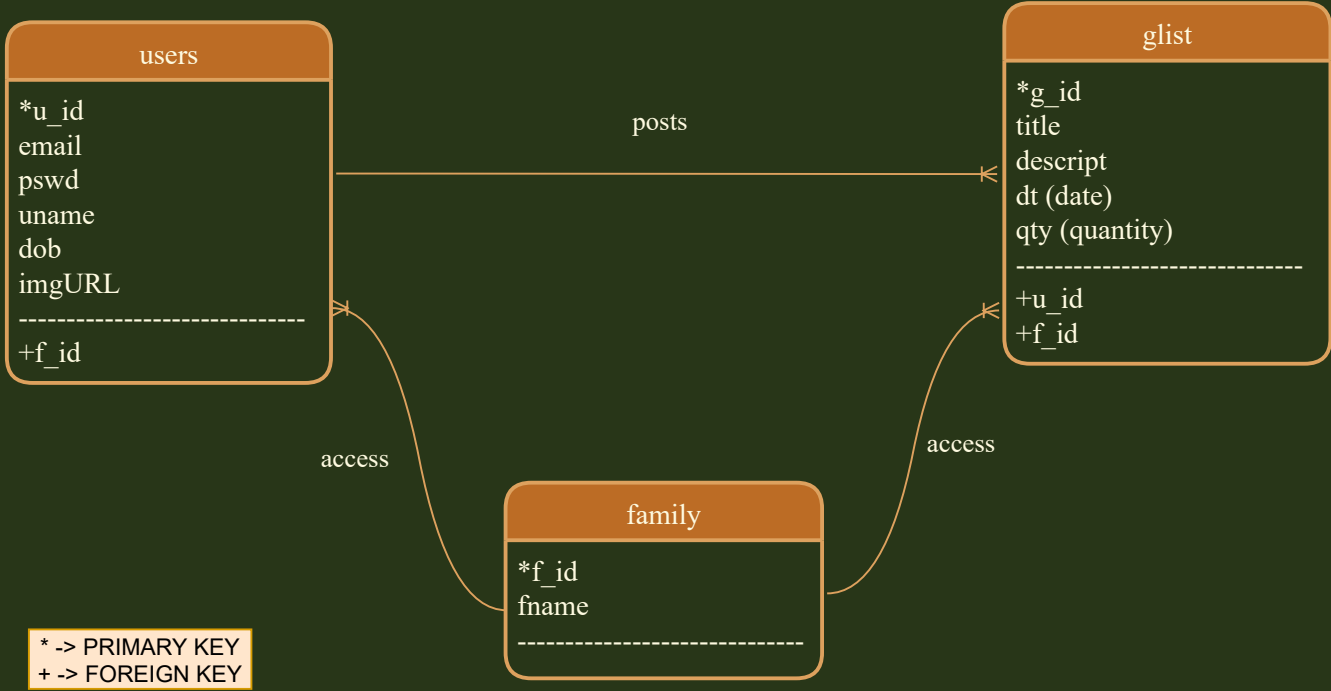 users
*u_id
email
pswd
uname
dob
imgURL
------------------------------
+f_id
posts
glist
*g_id
title
descript
dt (date)
qty (quantity)
------------------------------
+u_id
+f_id
access
access
family
*f_id
fname
------------------------------
* -> PRIMARY KEY
+ -> FOREIGN KEY